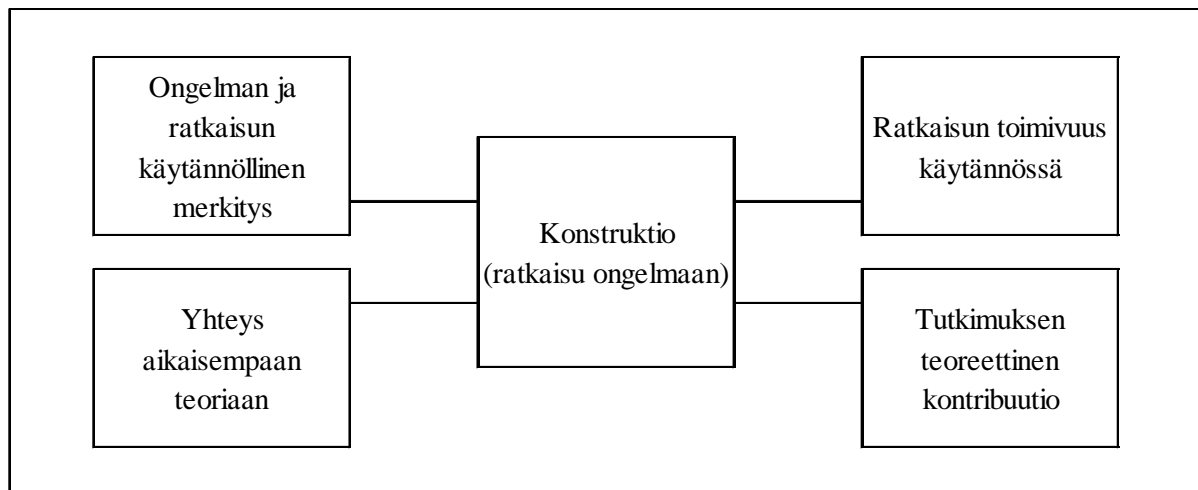 Ongelman ja
ratkaisun
käytännöllinen
merkitys
Yhteys
aikaisempaan
teoriaan
Konstruktio
(ratkaisu ongelmaan)
Ratkaisun toimivuus
käytännössä
Tutkimuksen
teoreettinen
kontribuutio